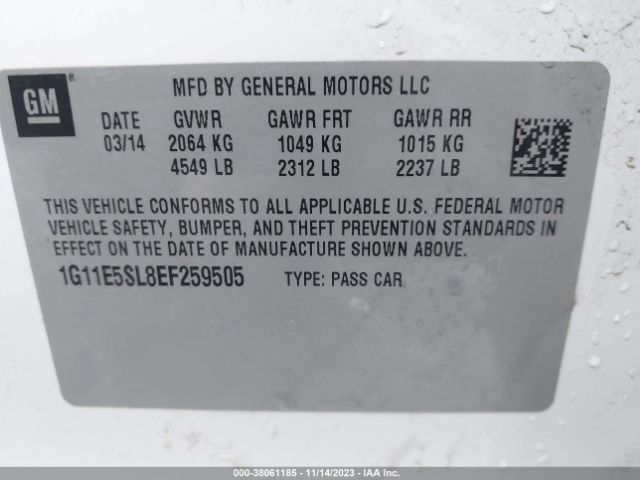 GM®
MFD BY GENERAL MOTORS LLC
DATE GVWR GAWR FRT GAWR RR
03/14 2064 KG 1049 KG 1015 KG
4549 LB 2312 LB 2237 LB
THIS VEHICLE CONFORMS TO ALL APPLICABLE U.S. FEDERAL MOTOR
VEHICLE SAFETY, BUMPER, AND THEFT PREVENTION STANDARDS IN
EFFECT ON THE DATE OF MANUFACTURE SHOWN ABOVE.
1G11E5SL8EF259505 TYPE: PASS CAR
000-38061185 - 11/14/2023 - IAA